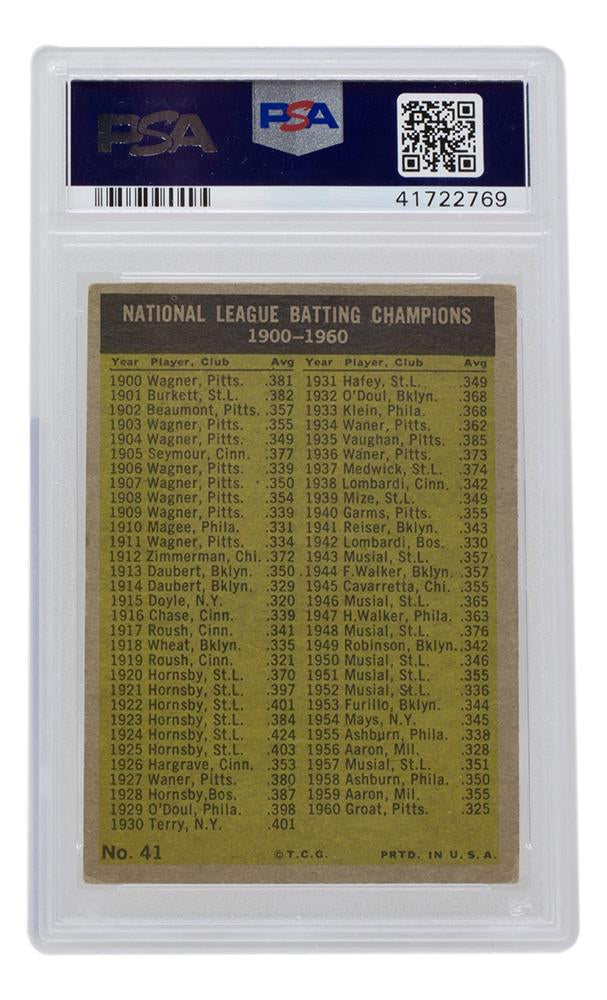 PSA PSA
41722769
NATIONAL LEAGUE BATTING CHAMPIONS
1900-1960
Year Player, Club Avg Year Player, Club Avg
1900 Wagner, Pitts. .381 1931 Hafey, St.L. .349
1901 Burkett, St.L. .382 1932 O'Doul, Bklyn. .368
1902 Beaumont, Pitts. .357 1933 Klein, Phila. .368
1903 Wagner, Pitts. .355 1934 Waner, Pitts. .362
1904 Wagner, Pitts. .349 1935 Vaughan, Pitts. .385
1905 Seymour, Cinn. .377 1936 Waner, Pitts. .373
1906 Wagner, Pitts. .339 1937 Medwick, St.L. .374
1907 Wagner, Pitts. .350 1938 Lombardi, Cinn. .342
1908 Wagner, Pitts. .354 1939 Mize, St.L. .349
1909 Wagner, Pitts. .339 1940 Garms, Pitts. .355
1910 Magee, Phila. .331 1941 Reiser, Bklyn. .343
1911 Wagner, Pitts. .334 1942 Lombardi, Bos. .330
1912 Zimmerman, Chi. .372 1943 Musial, St.L. .357
1913 Daubert, Bklyn. .350 1944 F.Walker, Bklyn. .357
1914 Daubert, Bklyn. .329 1945 Cavarretta, Chi. .355
1915 Doyle, N.Y. .320 1946 Musial, St.L. .365
1916 Chase, Cinn. .339 1947 H.Walker, Phila. .363
1917 Roush, Cinn. .341 1948 Musial, St.L. .376
1918 Wheat, Bklyn. .335 1949 Robinson, Bklyn. .342
1919 Roush, Cinn. .321 1950 Musial, St.L. .346
1920 Hornsby, St.L. .370 1951 Musial, St.L. .355
1921 Hornsby, St.L. .397 1952 Musial, St.L. .336
1922 Hornsby, St.L. .401 1953 Furillo, Bklyn. .344
1923 Hornsby, St.L. .384 1954 Mays, N.Y. .345
1924 Hornsby, St.L. .424 1955 Ashburn, Phila. .338
1925 Hornsby, St.L. .403 1956 Aaron, Mil. .328
1926 Hargrave, Cinn. .353 1957 Musial, St.L. .351
1927 Waner, Pitts. .380 1958 Ashburn, Phila. .350
1928 Hornsby,Bos. .387 1959 Aaron, Mil. .355
1929 O'Doul, Phila. .398 1960 Groat, Pitts. .325
1930 Terry, N.Y. .401
No. 41 ©T.C.G. PRTD. IN U.S.A.